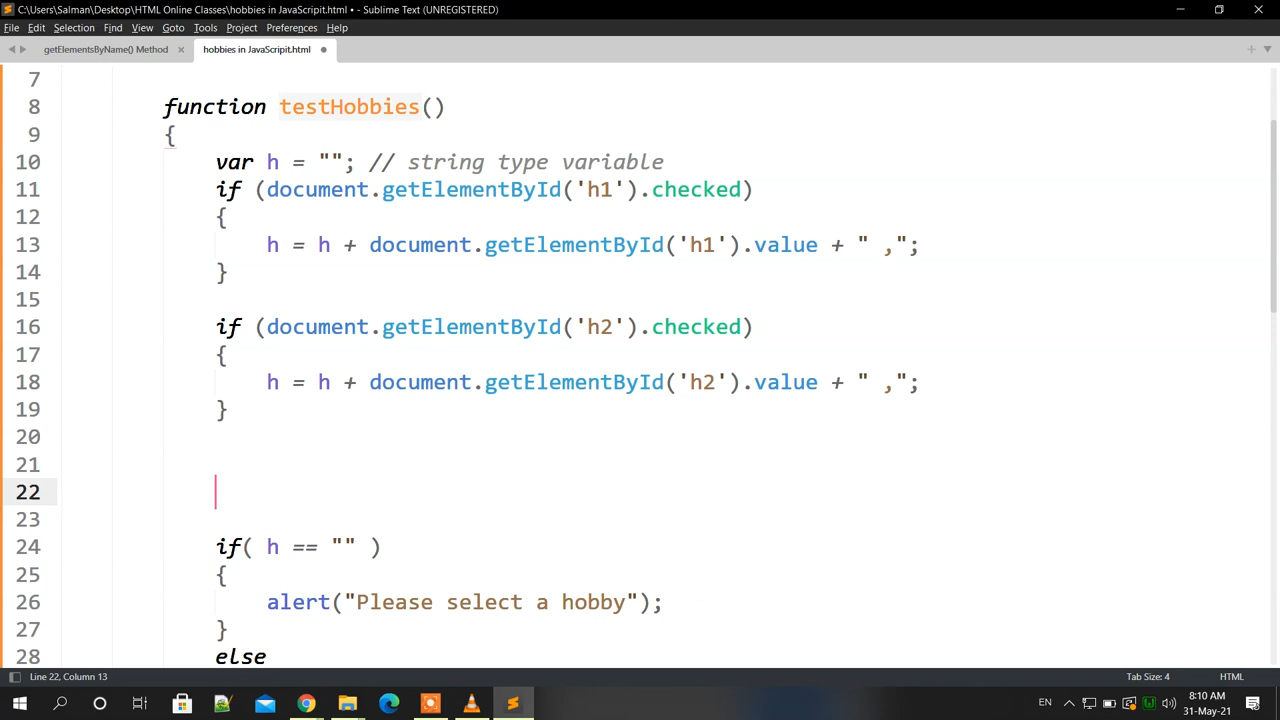 C:\Users\Salman\Desktop\HTML Online Classes\hobbies in JavaScripit.html • - Sublime Text (UNREGISTERED)
File Edit Selection Find View Goto Tools Project Preferences Help
getElementsByName() Method × hobbies in JavaScripit.html
7
8 function testHobbies()
9 {
10 var h = ""; // string type variable
11 if (document.getElementById('h1').checked)
12 {
13 h = h + document.getElementById('h1').value + " ,";
14 }
15
16 if (document.getElementById('h2').checked)
17 {
18 h = h + document.getElementById('h2').value + " ,";
19 }
20
21
22
23
24 if( h == "" )
25 {
26 alert("Please select a hobby");
27 }
28 else
Line 22, Column 13 Tab Size: 4 HTML
EN 8:10 AM
31-May-21